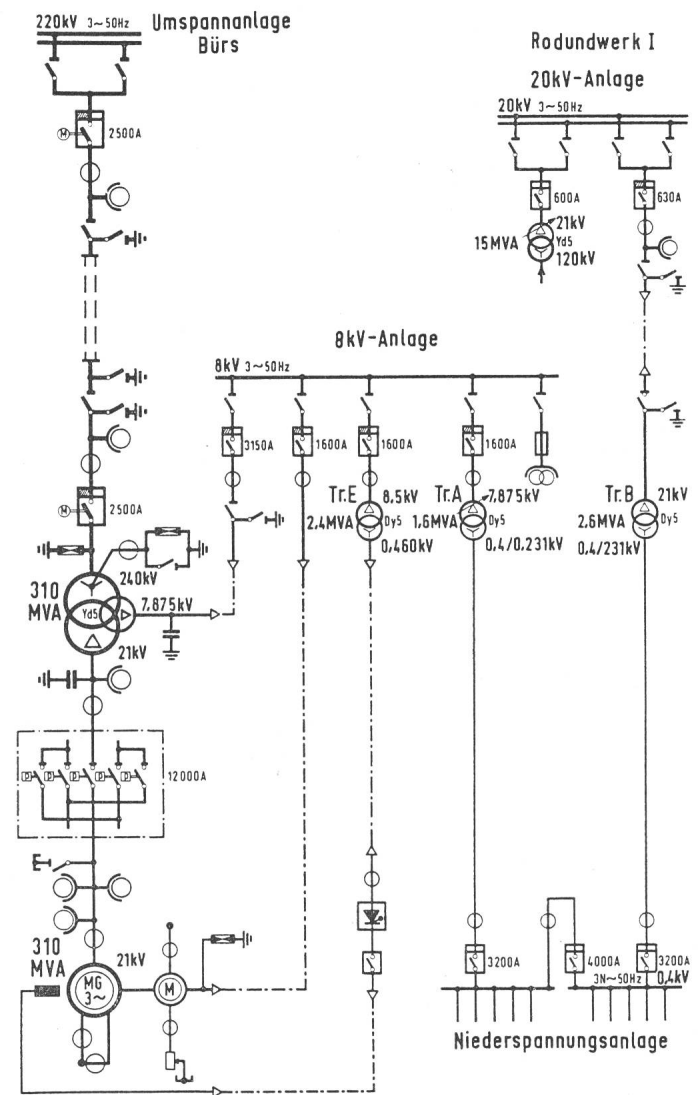 220kV 3~50Hz
Umspannanlage
Bürs
M
2500A
Rodundwerk I
20kV-Anlage
20kV 3~50Hz
600A
630A
21kV
15MVA
Yd5
120kV
8kV-Anlage
8kV 3~50Hz
3150A
1600A
1600A
1600A
M
2500A
Tr.E
8,5kV
2,4MVA
Dy5
0,460kV
Tr.A
7,875kV
1,6MVA
Dy5
0,4/0,231kV
Tr.B
21kV
2,6MVA
Dy5
0,4/231kV
240kV
310
MVA
Yd5
7,875kV
21kV
12000A
310
MVA
21kV
MG
3~
M
3200A
4000A
3200A
3N~50Hz
0,4kV
Niederspannungsanlage